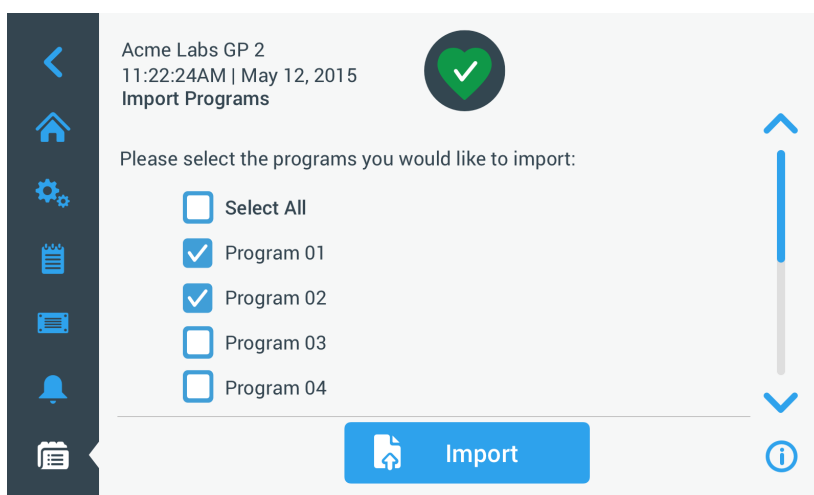 Acme Labs GP 2
11:22:24AM | May 12, 2015
Import Programs
Please select the programs you would like to import:
Select All
Program 01
Program 02
Program 03
Program 04
Import